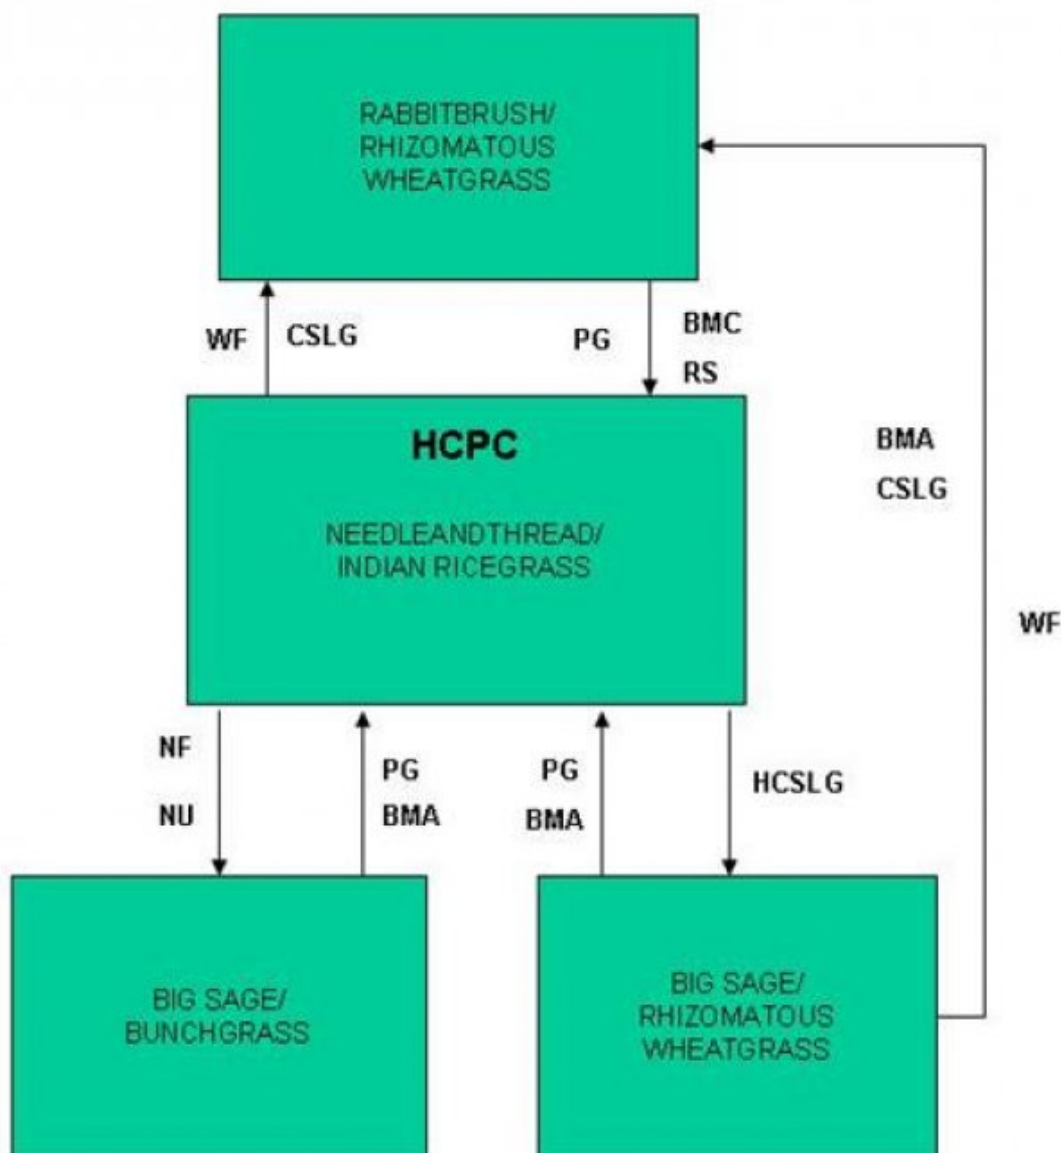 RABBITBRUSH/
RHIZOMATOUS
WHEATGRASS
WF
CSLG
PG
BMC
RS
HCPC
NEEDLEANDTHREAD/
INDIAN RICEGRASS
BMA
CSLG
WF
NF
NU
PG
BMA
PG
BMA
HCSLG
BIG SAGE/
BUNCHGRASS
BIG SAGE/
RHIZOMATOUS
WHEATGRASS